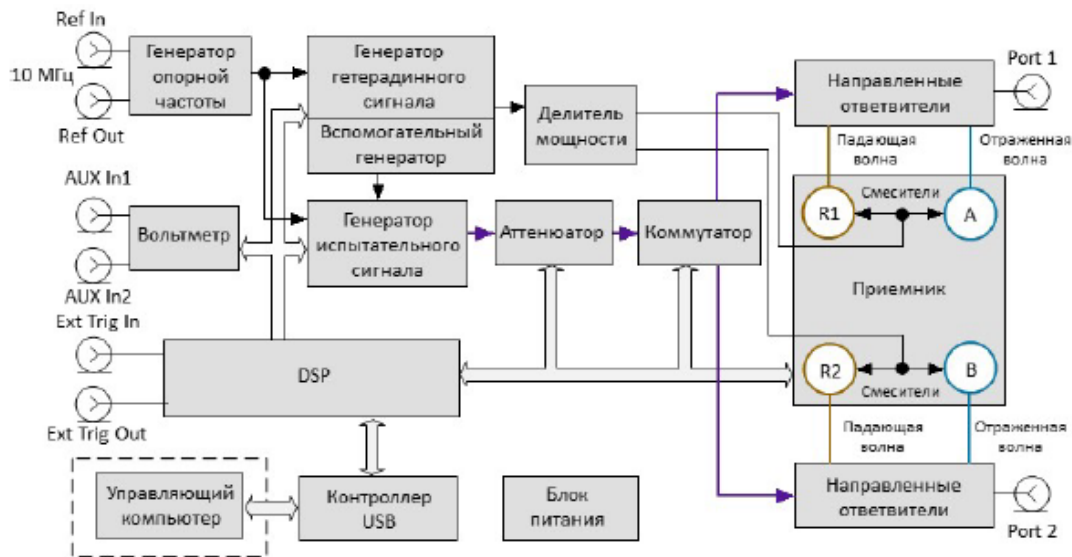 Ref In
10 МГц
Ref Out
Генератор
опорной
частоты
Генератор
гетерадинного
сигнала
Вспомогательный
генератор
Делитель
мощности
Направленные
ответвители
Port 1
Падающая
волна
Отраженная
волна
AUX In1
AUX In2
Вольтметр
Генератор
испытательного
сигнала
Аттенюатор
Коммутатор
R1
Смесители
A
Приемник
R2
Смесители
B
Ext Trig In
Ext Trig Out
DSP
Падающая
волна
Отраженная
волна
Управляющий
компьютер
Контроллер
USB
Блок
питания
Направленные
ответвители
Port 2